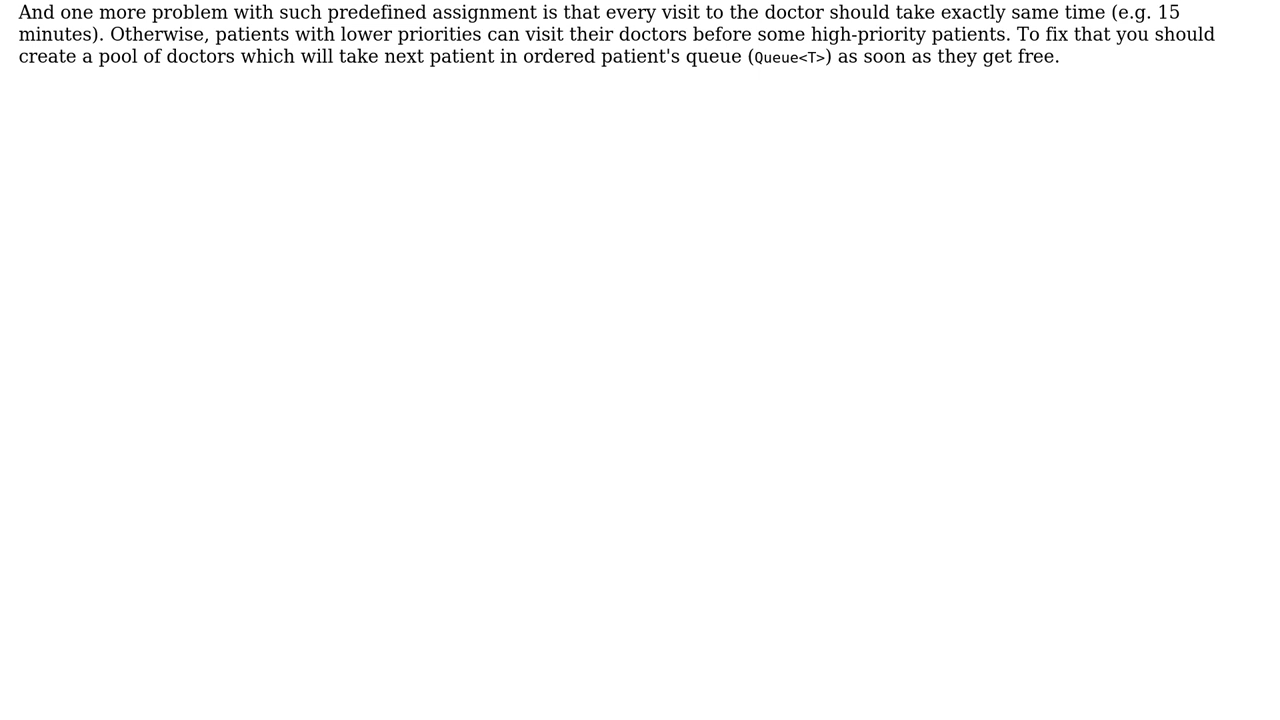 And one more problem with such predefined assignment is that every visit to the doctor should take exactly same time (e.g. 15
minutes). Otherwise, patients with lower priorities can visit their doctors before some high-priority patients. To fix that you should
create a pool of doctors which will take next patient in ordered patient's queue (Queue<T>) as soon as they get free.